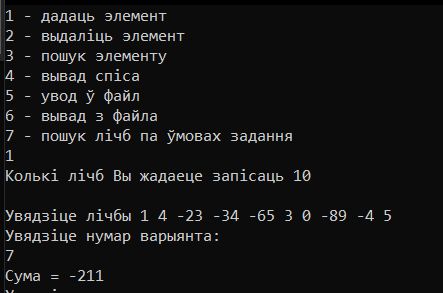 1 - дадаць элемент
2 - выдаліць элемент
3 - пошук элементу
4 - вывад спіса
5 - увод ў файл
6 - вывад з файла
7 - пошук лічб па ўмовах задання
1
Колькі лічб Вы жадаеце запісаць 10
Увядзіце лічбы 1 4 -23 -34 -65 3 0 -89 -4 5
Увядзіце нумар варыянта:
7
Сума = -211